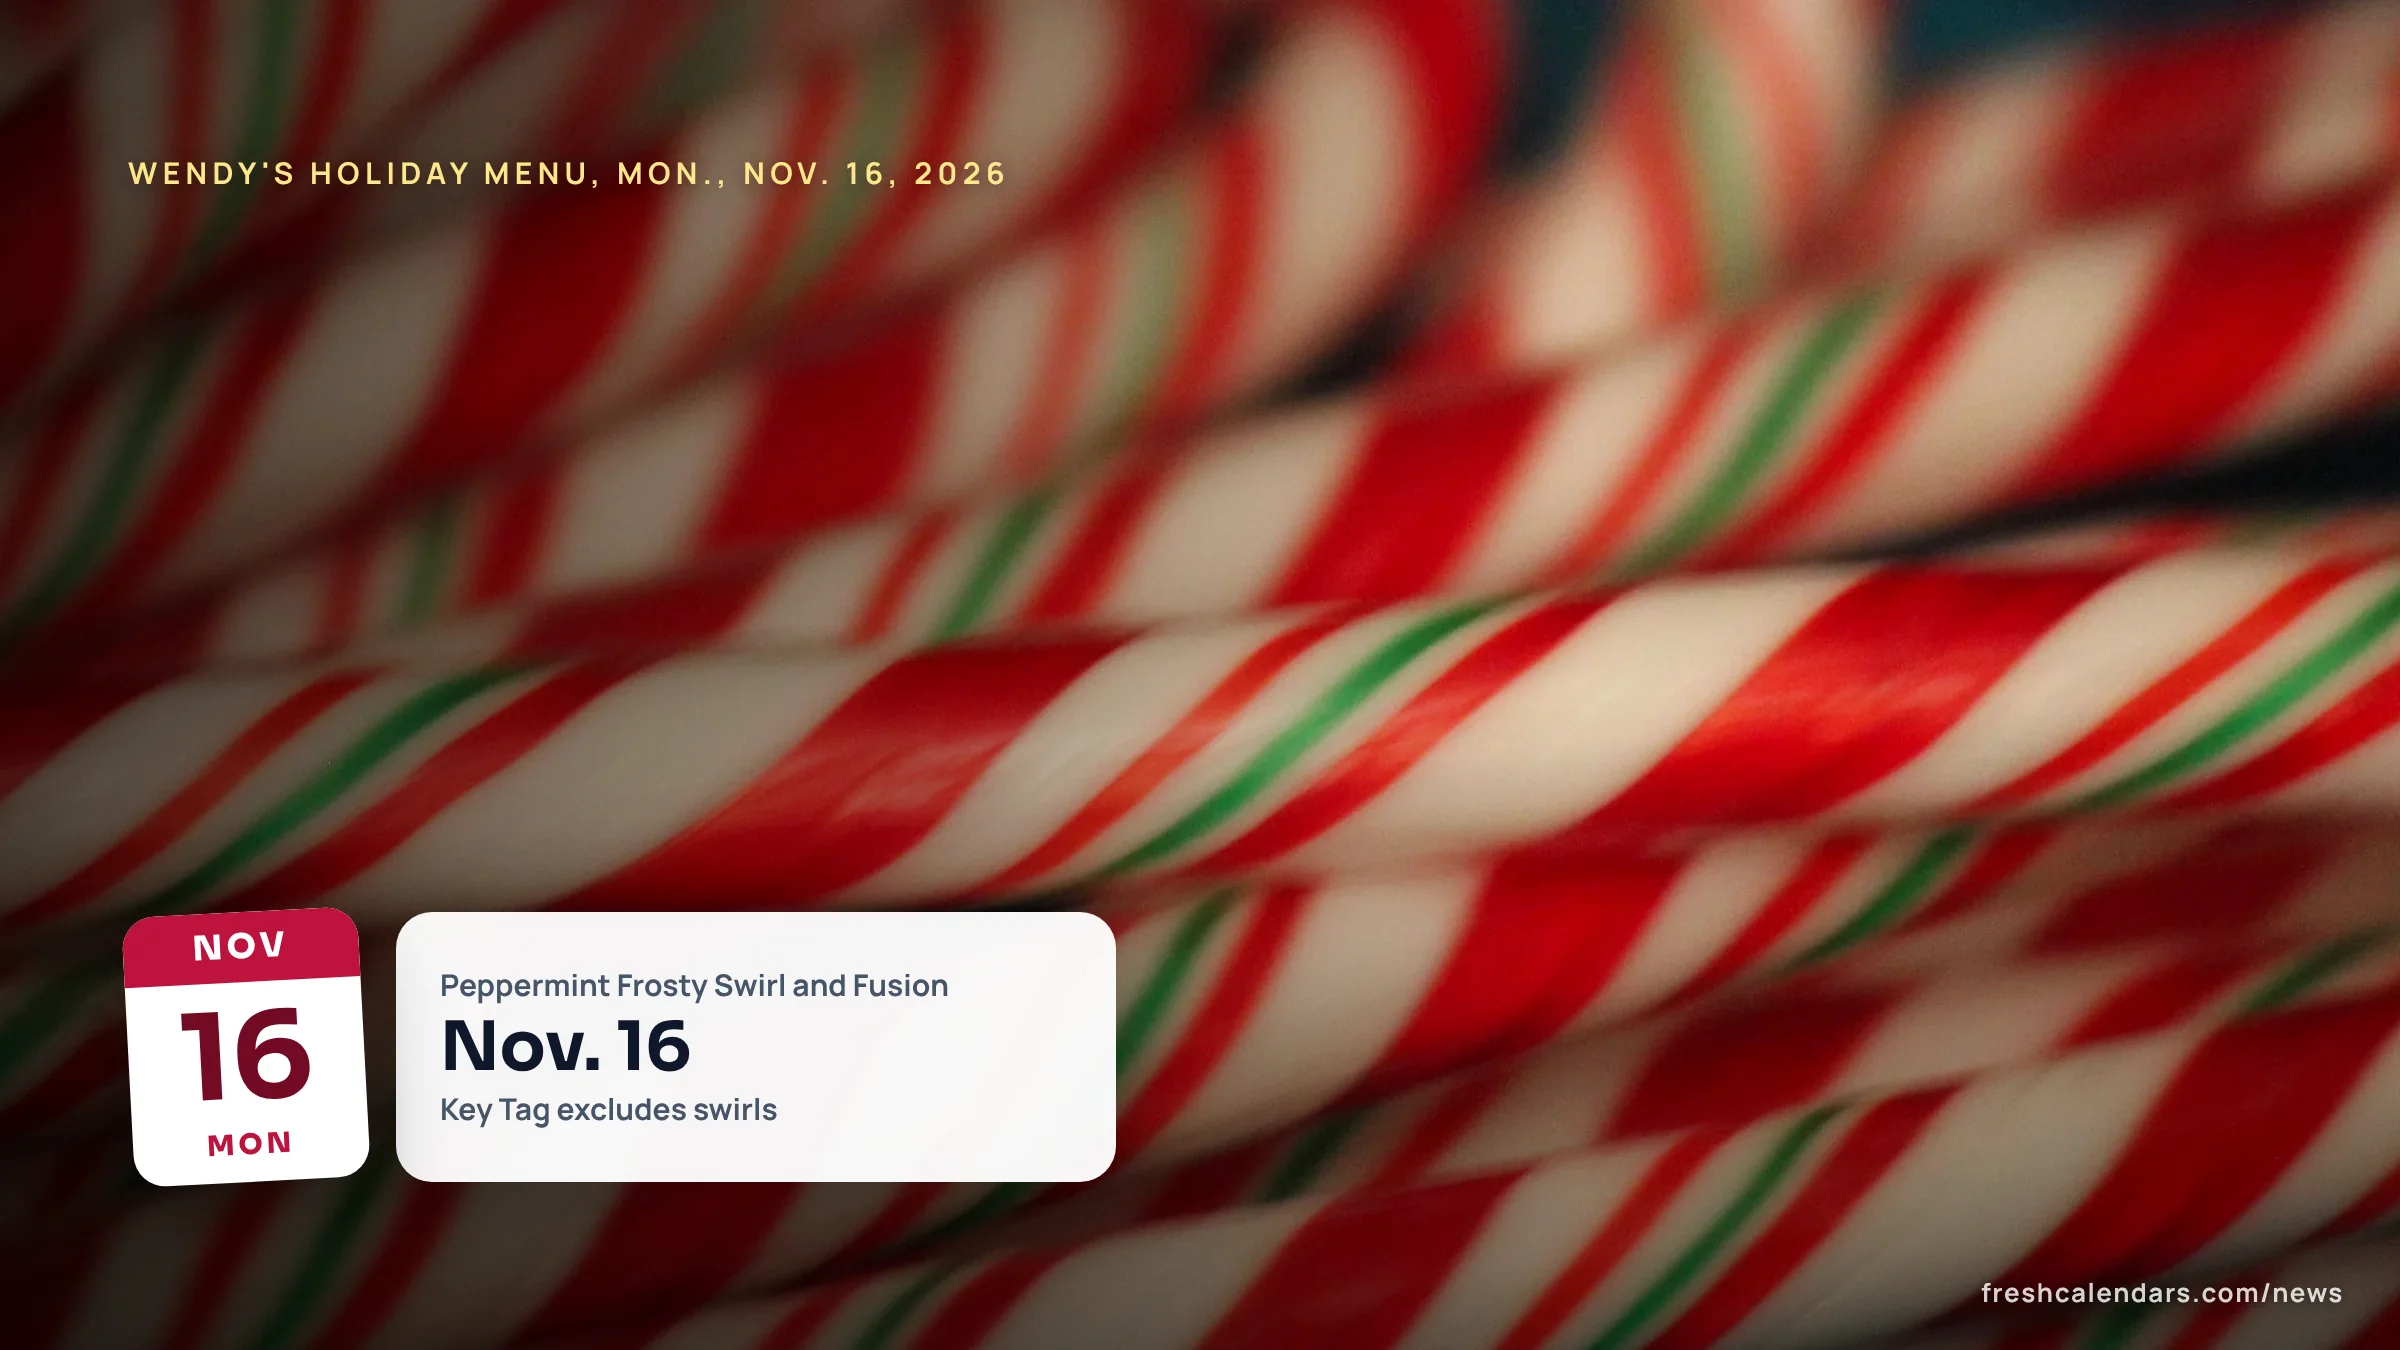 WENDY'S HOLIDAY MENU, MON., NOV. 16, 2026
NOV
16
MON
Peppermint Frosty Swirl and Fusion
Nov. 16
Key Tag excludes swirls
freshcalendars.com/news